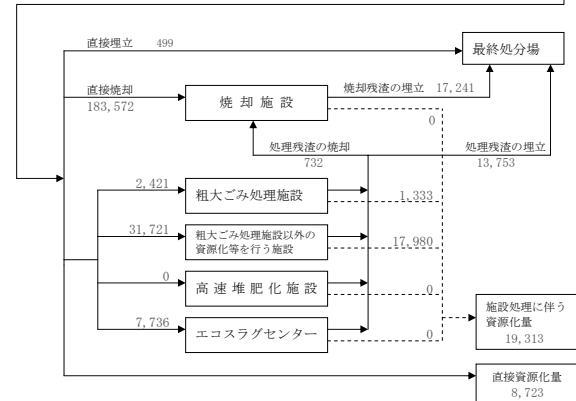 直接埋立 499
最終処分場
直接焼却
183,572
焼却施設
焼却残渣の埋立 17,241
0
処理残渣の焼却
732
処理残渣の埋立
13,753
2,421
粗大ごみ処理施設
1,333
31,721
粗大ごみ処理施設以外の
資源化等を行う施設
17,980
0
高速堆肥化施設
0
7,736
エコスラグセンター
0
施設処理に伴う
資源化量
19,313
直接資源化量
8,723